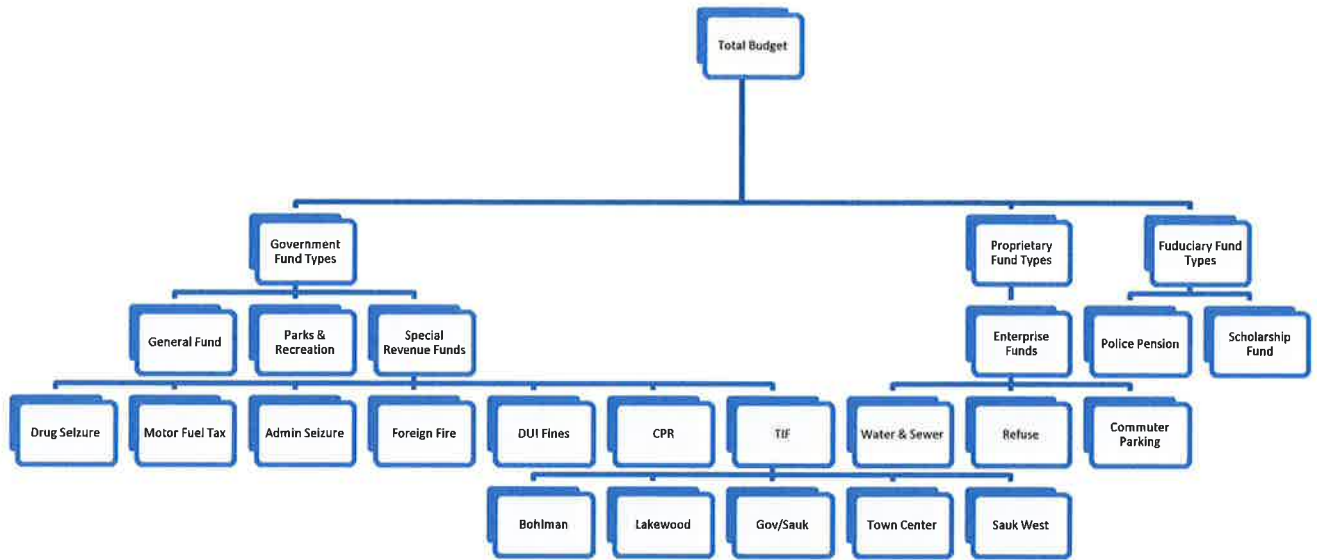 Total Budget
Government
Fund Types
Proprietary
Fund Types
Fuduciary Fund
Types
General Fund
Parks &
Recreation
Special
Revenue Funds
Enterprise
Funds
Police Pension
Scholarship
Fund
Drug Seizure
Motor Fuel Tax
Admin Seizure
Foreign Fire
DUI Fines
CPR
TIF
Water & Sewer
Refuse
Commuter
Parking
Bohlman
Lakewood
Gov/Sauk
Town Center
Sauk West